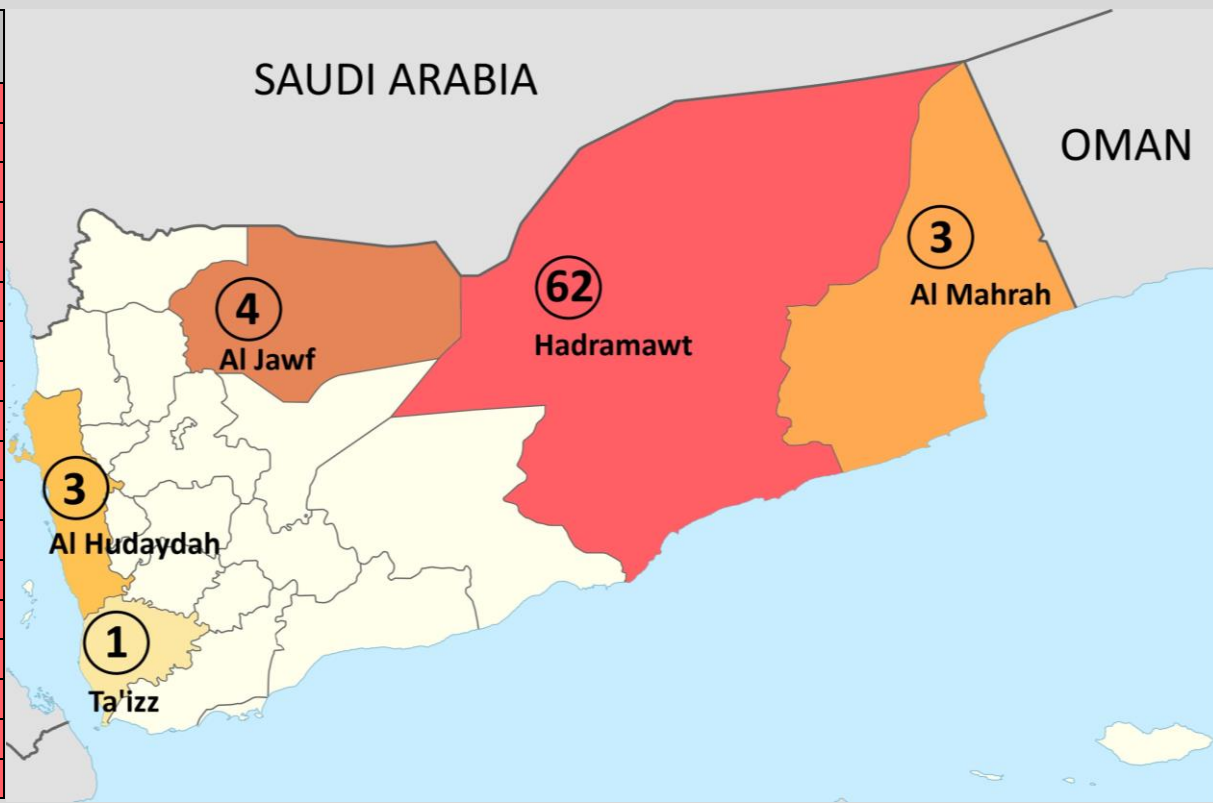 SAUDI ARABIA
OMAN
3
Al Mahrah
62
Hadramawt
4
Al Jawf
3
Al Hudaydah
1
Ta'izz